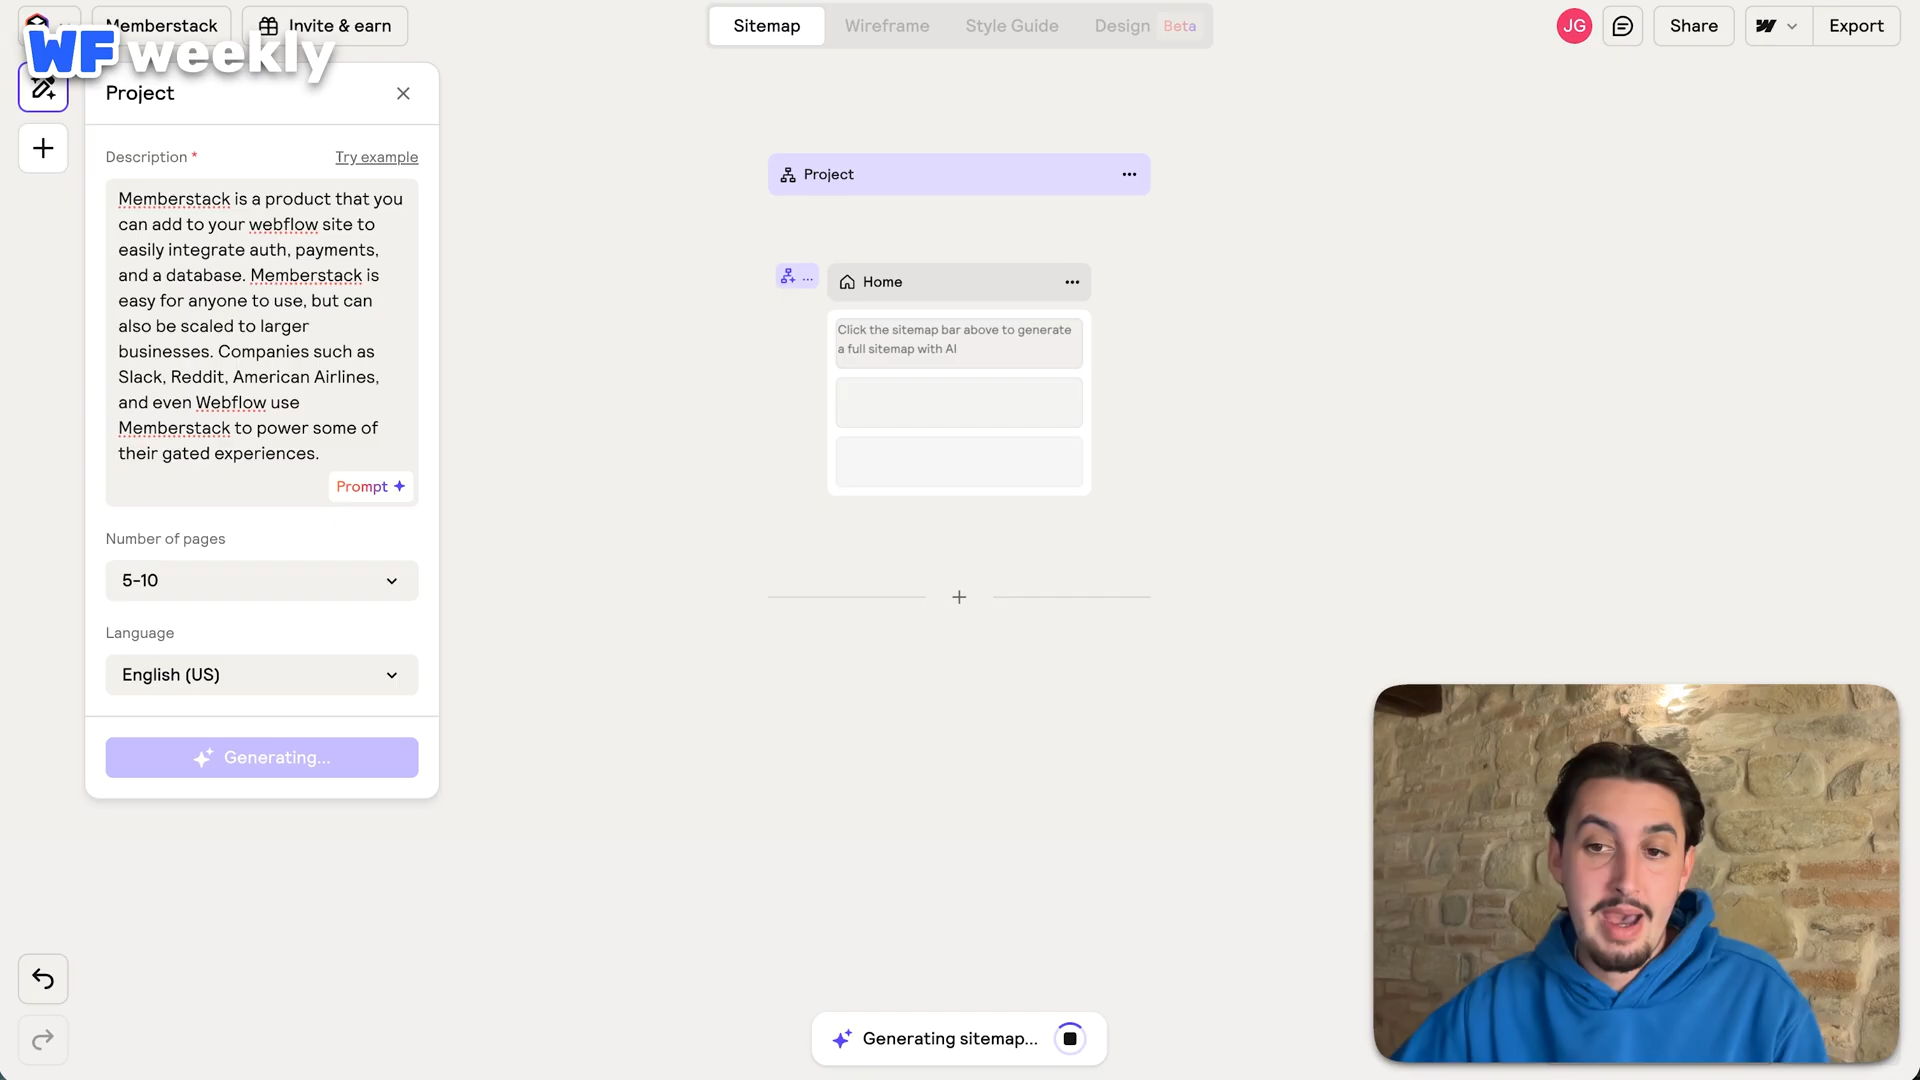 Memberstack
Invite & earn
WF weekly
Sitemap
Wireframe
Style Guide
Design Beta
JG
Share
Export
Project
Description *
Try example
Memberstack is a product that you
can add to your webflow site to
easily integrate auth, payments,
and a database. Memberstack is
easy for anyone to use, but can
also be scaled to larger
businesses. Companies such as
Slack, Reddit, American Airlines,
and even Webflow use
Memberstack to power some of
their gated experiences.
Prompt
Number of pages
5-10
Language
English (US)
Generating...
Project
...
Home
Click the sitemap bar above to generate
a full sitemap with AI
Generating sitemap...